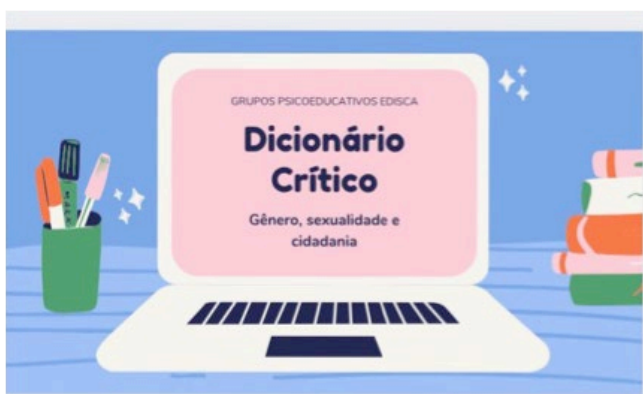 GRUPOS PSICOEDUCATIVOS EDISCA
Dicionário
Crítico
Gênero, sexualidade e
cidadania